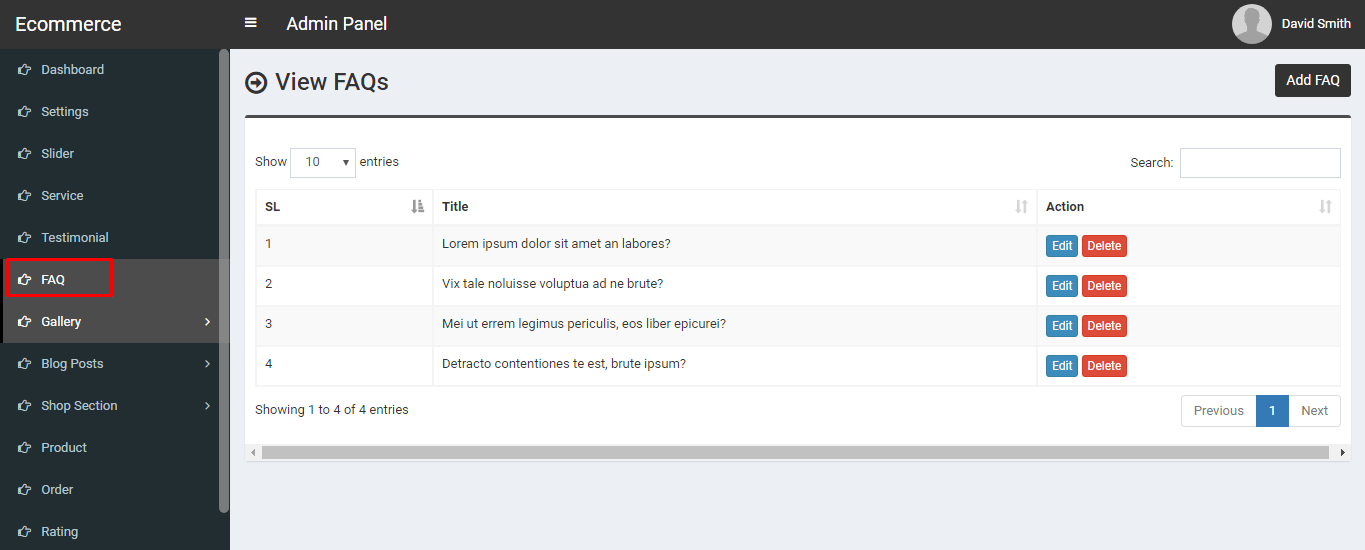 Ecommerce
Admin Panel
David Smith
Dashboard
Settings
Slider
Service
Testimonial
FAQ
Gallery
Blog Posts
Shop Section
Product
Order
Rating
View FAQs
Add FAQ
Show 10 entries
Search:
SL Title Action
1 Lorem ipsum dolor sit amet an labores? Edit Delete
2 Vix tale noluisse voluptua ad ne brute? Edit Delete
3 Mei ut errem legimus periculis, eos liber epicurei? Edit Delete
4 Detracto contentiones te est, brute ipsum? Edit Delete
Showing 1 to 4 of 4 entries
Previous 1 Next